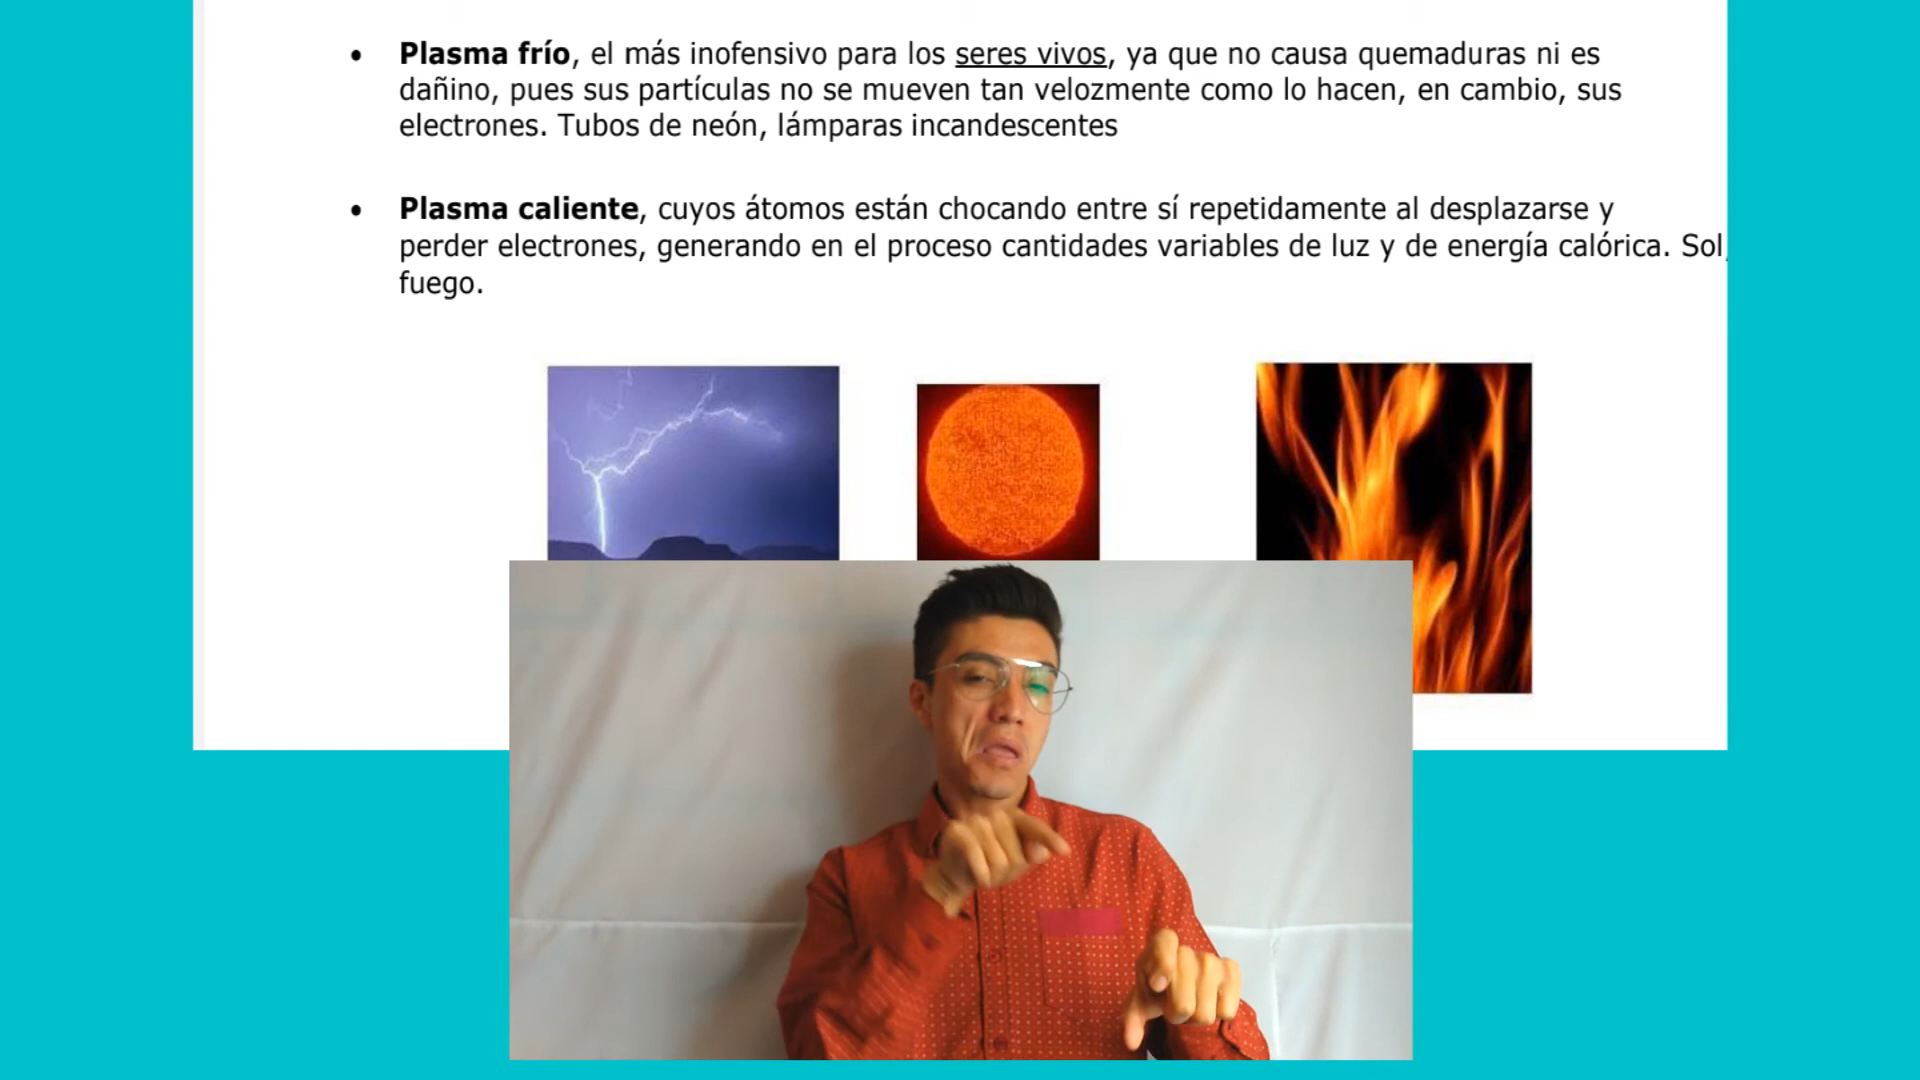 • Plasma frío, el más inofensivo para los seres vivos, ya que no causa quemaduras ni es
dañino, pues sus partículas no se mueven tan velozmente como lo hacen, en cambio, sus
electrones. Tubos de neón, lámparas incandescentes
• Plasma caliente, cuyos átomos están chocando entre sí repetidamente al desplazarse y
perder electrones, generando en el proceso cantidades variables de luz y de energía calórica. Sol,
fuego.